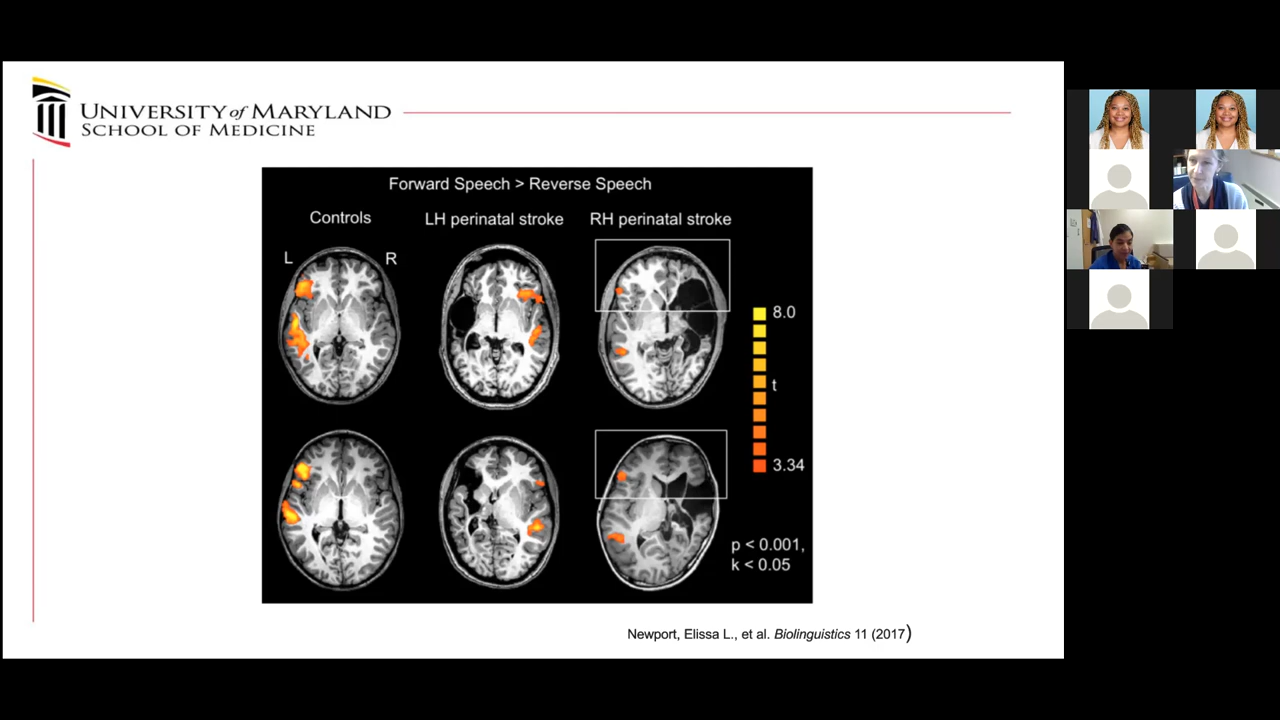 UNIVERSITY of MARYLAND
SCHOOL OF MEDICINE
Forward Speech > Reverse Speech
Controls
LH perinatal stroke
RH perinatal stroke
L
R
8.0
t
3.34
p < 0.001,
k < 0.05
Newport, Elissa L., et al. Biolinguistics 11 (2017)